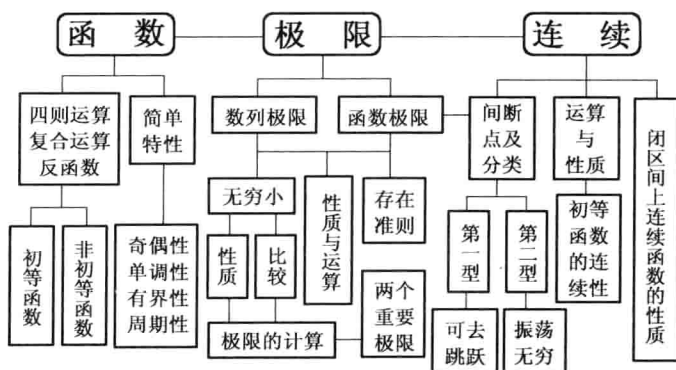 函 数
极 限
连 续
四则运算
复合运算
反函数
简单
特性
数列极限
函数极限
间断
点及
分类
运算
与
性质
闭区间上连续函数的性质
无穷小
性质与运算
存在
准则
初等函数
非初等函数
奇偶性
单调性
有界性
周期性
性质
比较
第一型
第二型
初等
函数
的连
续性
极限的计算
两个
重要
极限
可去
跳跃
振荡
无穷